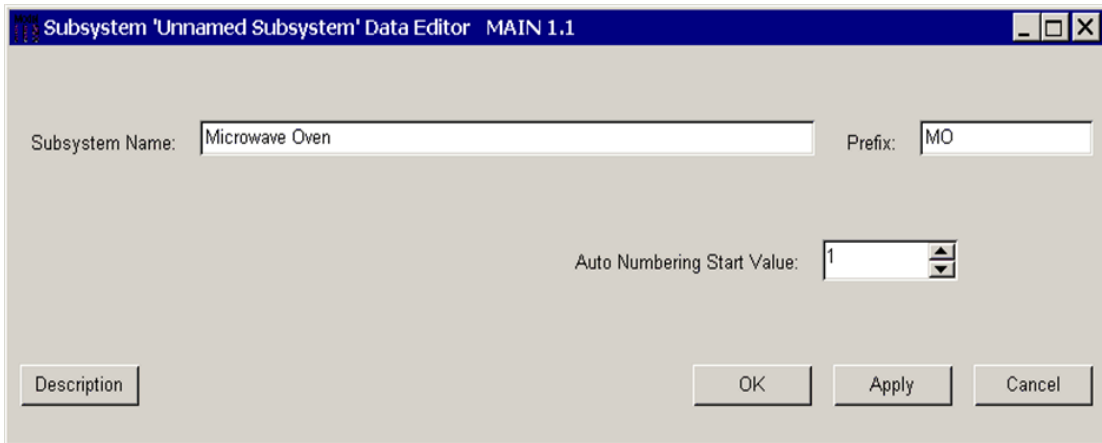 Subsystem 'Unnamed Subsystem' Data Editor MAIN 1.1
Subsystem Name: Microwave Oven Prefix: MO
Auto Numbering Start Value: 1
Description OK Apply Cancel